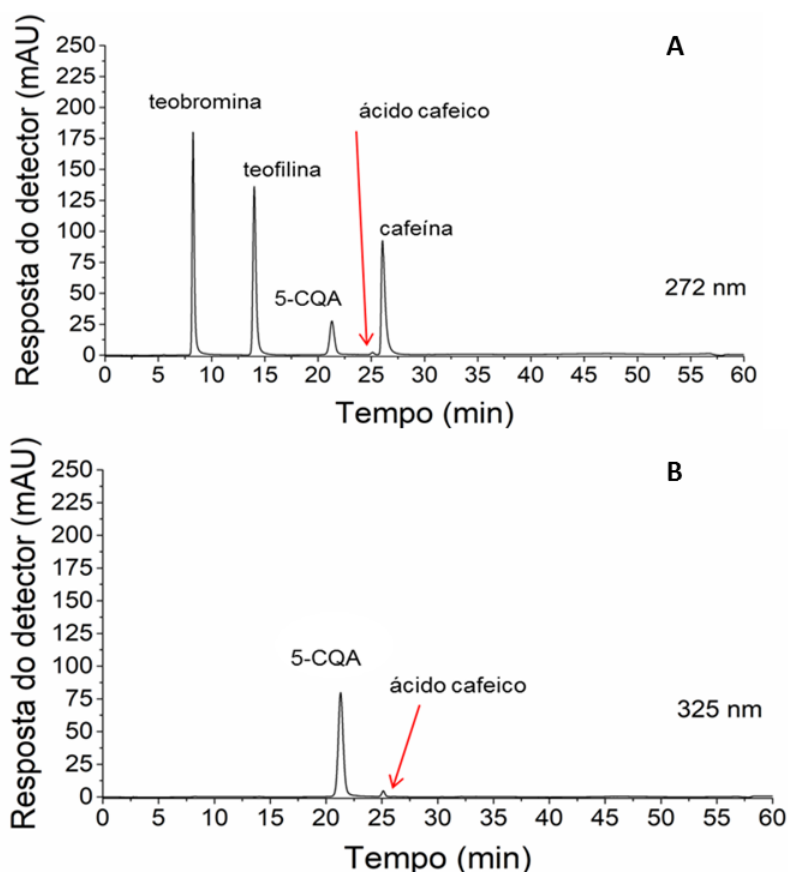 A
Resposta do detector (mAU)
250
225
200
175
150
125
100
75
50
25
0
teobromina
ácido cafeico
teofilina
cafeína
5-CQA
272 nm
0 5 10 15 20 25 30 35 40 45 50 55 60
Tempo (min)
B
Resposta do detector (mAU)
250
225
200
175
150
125
100
75
50
25
0
5-CQA
ácido cafeico
325 nm
0 5 10 15 20 25 30 35 40 45 50 55 60
Tempo (min)